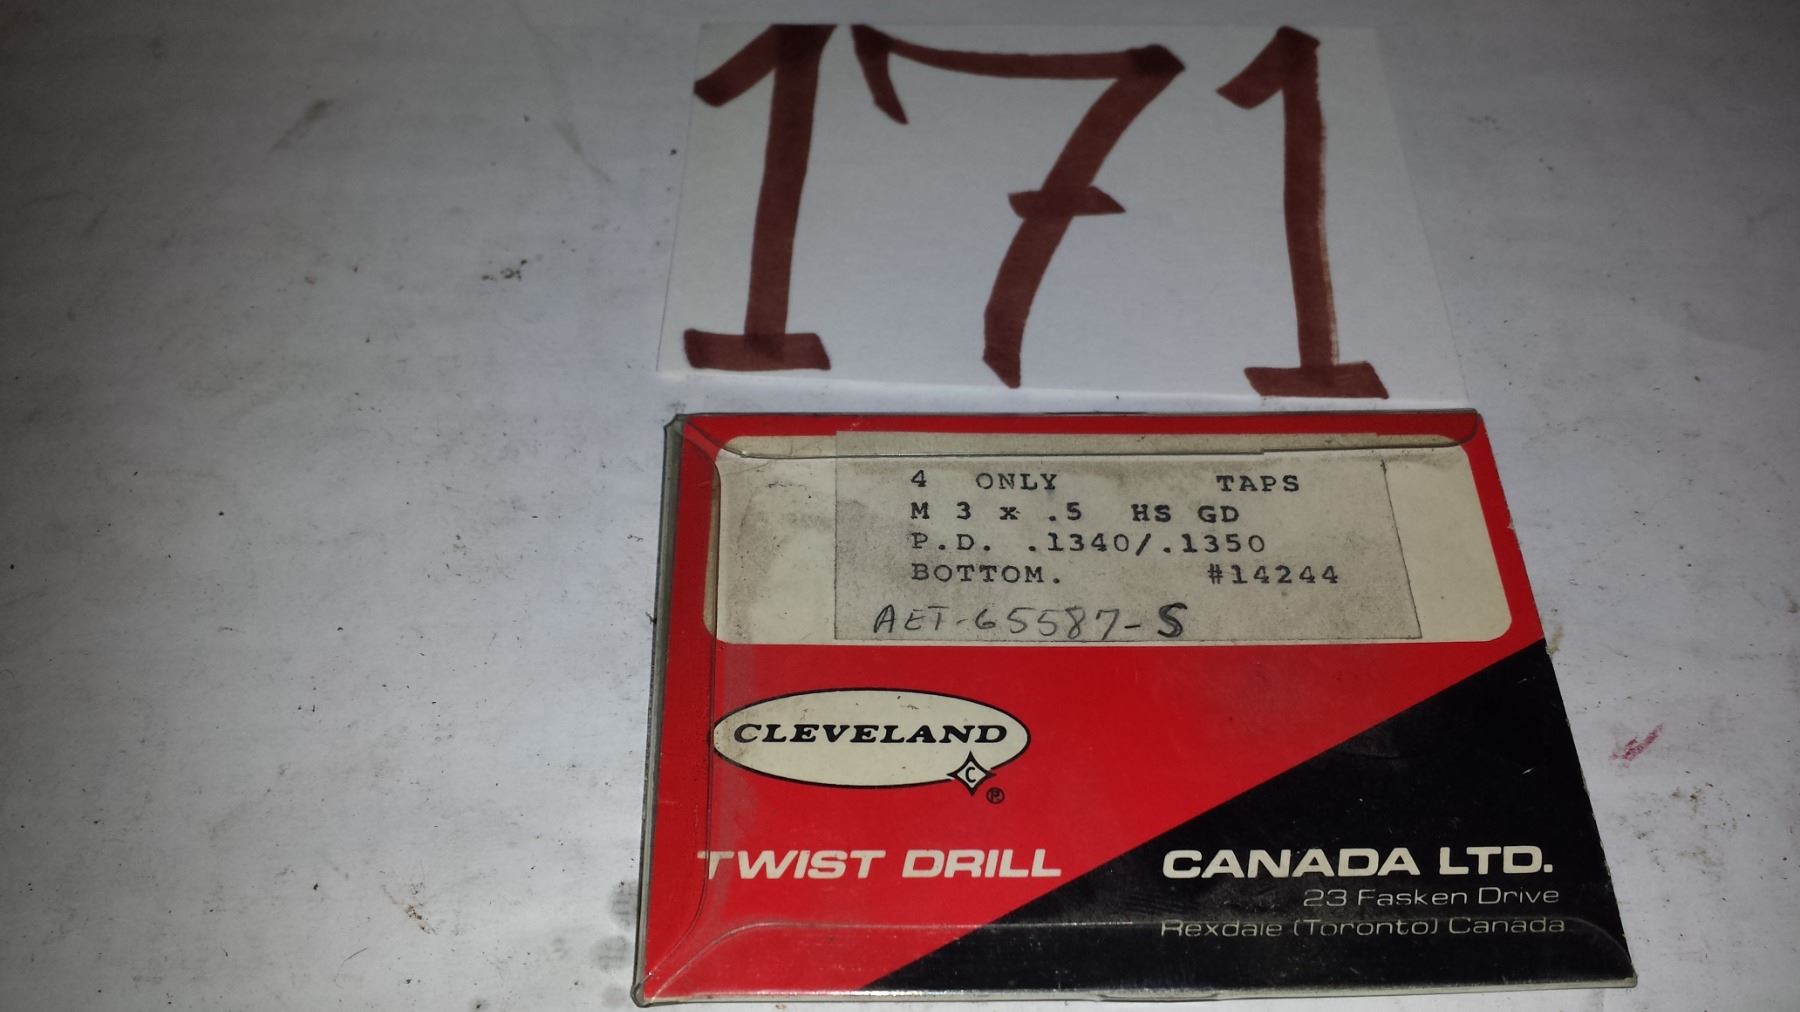 171
4 ONLY TAPS
M 3 x .5 HS GD
P.D. .1340/.1350
BOTTOM. #14244
AET-65587-S
CLEVELAND
C
®
TWIST DRILL CANADA LTD.
23 Fasken Drive
Rexdale (Toronto) Canada